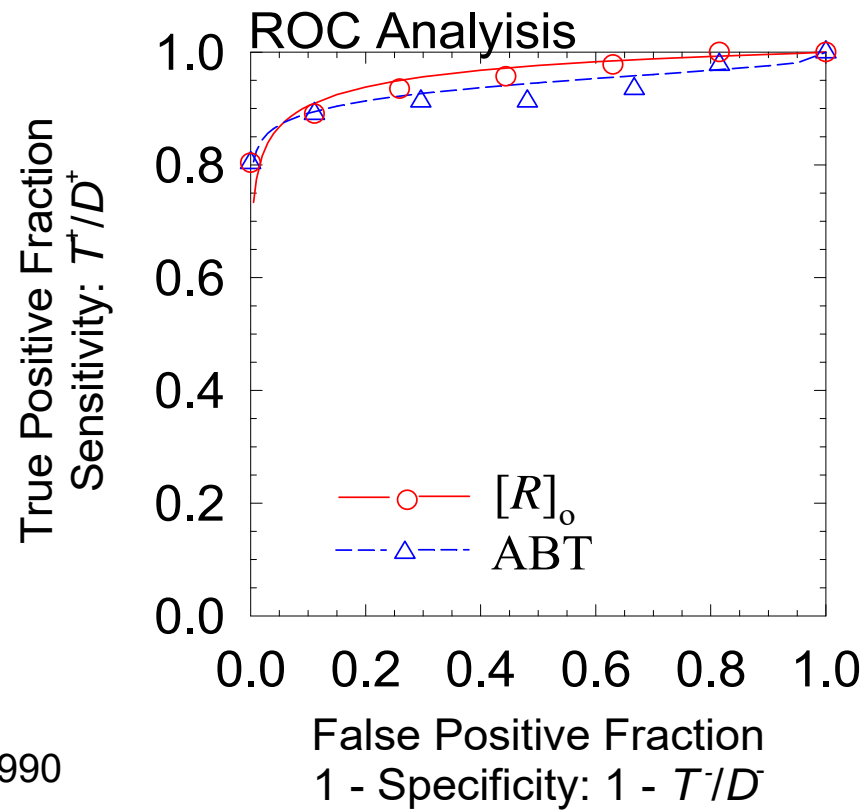 ROC Analyisis
True Positive Fraction
Sensitivity: T⁺/D⁺
1.0
0.8
0.6
0.4
0.2
0.0
[R]ₒ
ABT
0.0 0.2 0.4 0.6 0.8 1.0
False Positive Fraction
1 - Specificity: 1 - T⁻/D⁻
990